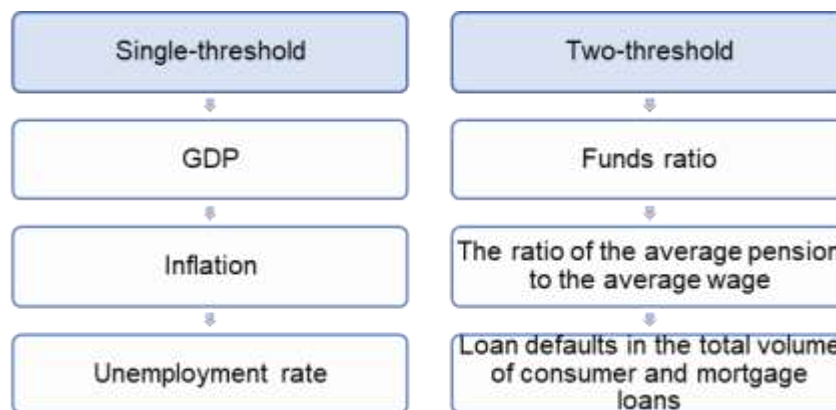 Single-threshold
GDP
Inflation
Unemployment rate
Two-threshold
Funds ratio
The ratio of the average pension
to the average wage
Loan defaults in the total volume
of consumer and mortgage
loans